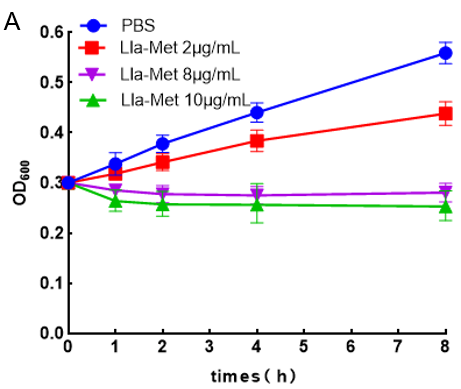 A
PBS
Lla-Met 2µg/mL
Lla-Met 8µg/mL
Lla-Met 10µg/mL
OD600
0.6
0.5
0.4
0.3
0.2
0.1
0.0
0 1 2 3 4 5 6 7 8
times( h)